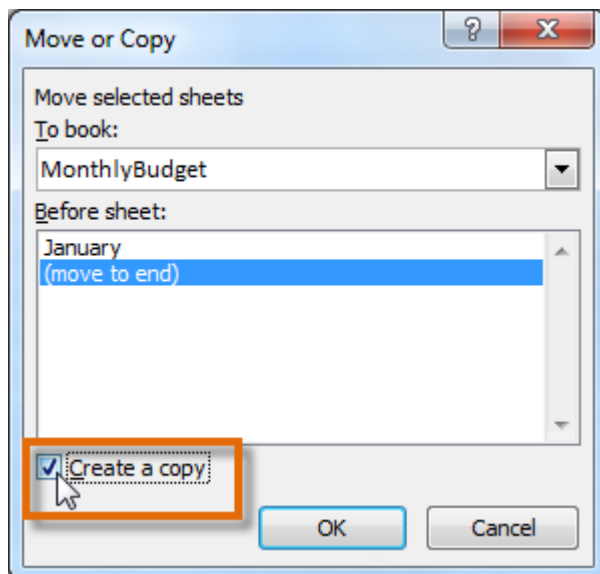 Move or Copy
?
X
Move selected sheets
To book:
MonthlyBudget
Before sheet:
January
(move to end)
Create a copy
OK
Cancel